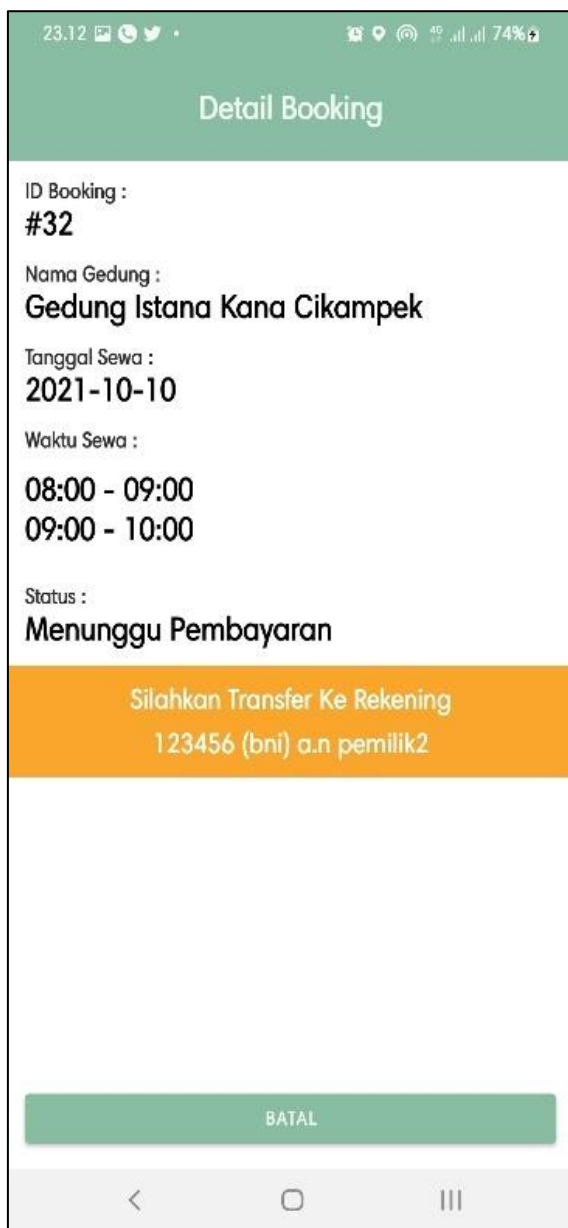 23.12
74%
Detail Booking
ID Booking :
#32
Nama Gedung :
Gedung Istana Kana Cikampek
Tanggal Sewa :
2021-10-10
Waktu Sewa :
08:00 - 09:00
09:00 - 10:00
Status :
Menunggu Pembayaran
Silahkan Transfer Ke Rekening
123456 (bni) a.n pemilik2
BATAL